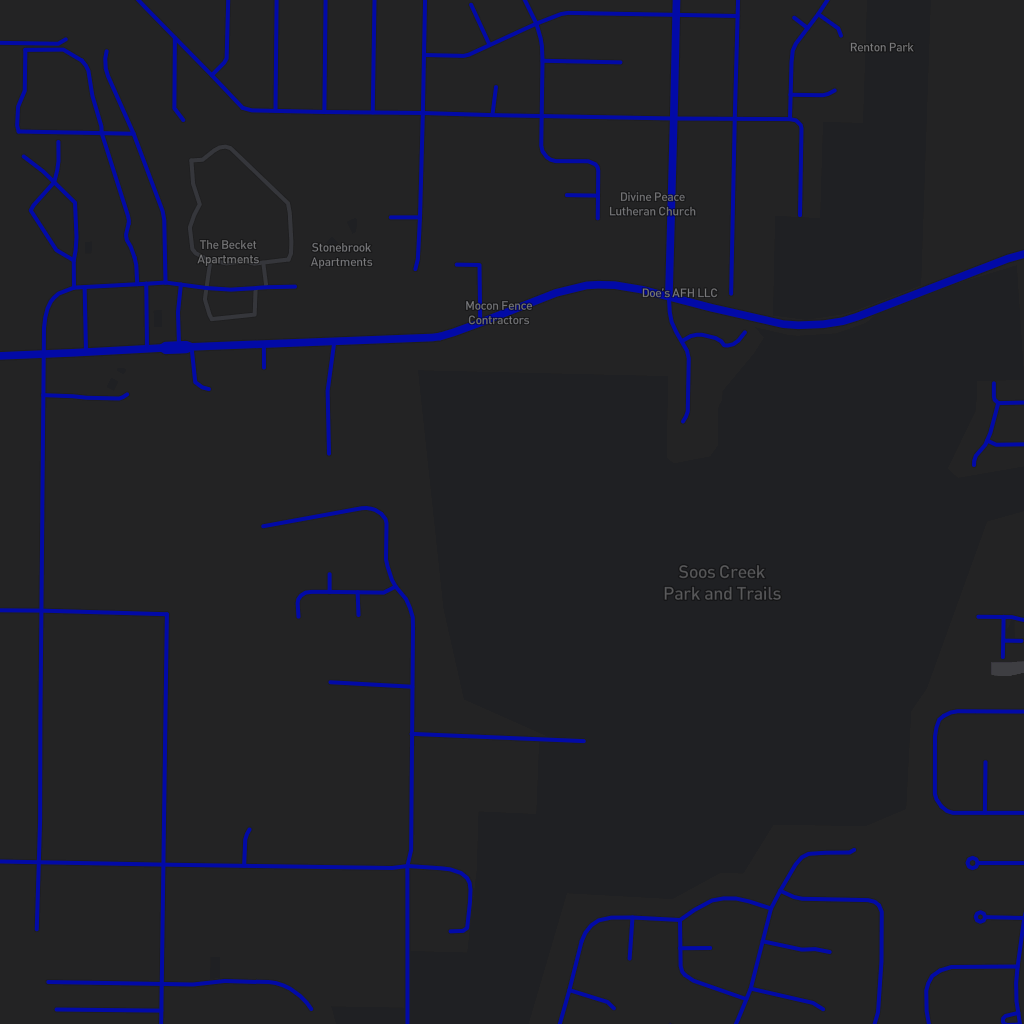 Renton Park
Divine Peace
Lutheran Church
The Becket
Apartments
Stonebrook
Apartments
Doe's AFH LLC
Mocon Fence
Contractors
Soos Creek
Park and Trails